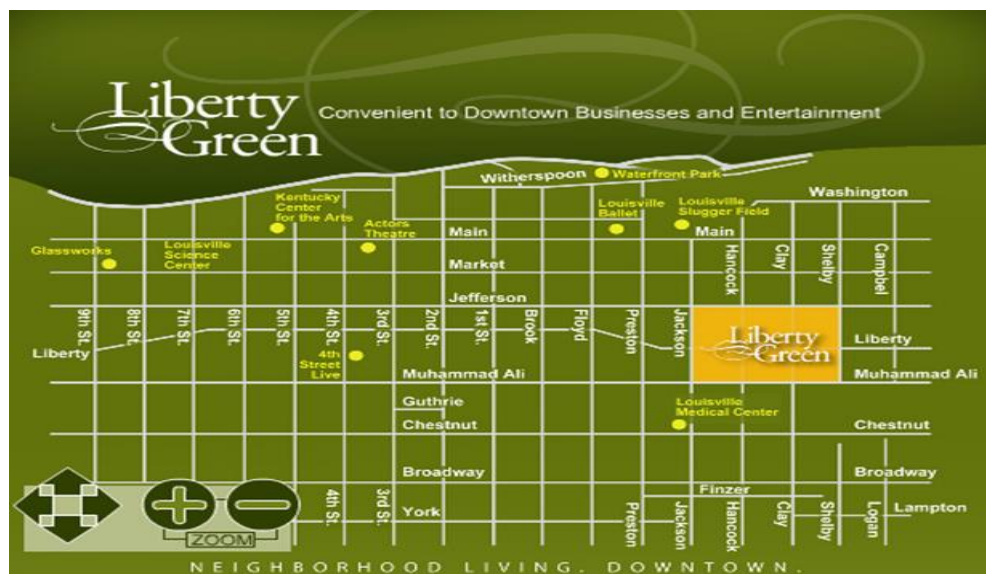 Liberty
Green
Convenient to Downtown Businesses and Entertainment
Witherspoon
Waterfront Park
Washington
Kentucky
Center
for the Arts
Actors
Theatre
Louisville
Ballet
Louisville
Slugger Field
Main
Main
Glassworks
Louisville
Science
Center
Market
Hancock
Clay
Shelby
Campbel
Jefferson
9th St.
8th St.
7th St.
6th St.
5th St.
4th St.
3rd St.
2nd St.
1st St.
Brook
Floyd
Preston
Jackson
Liberty
Green
Liberty
Liberty
4th
Street
Live
Muhammad Ali
Muhammad Ali
Guthrie
Louisville
Medical Center
Chestnut
Chestnut
Broadway
Broadway
Finzer
4th St.
3rd St.
York
Preston
Jackson
Hancock
Clay
Shelby
Logan
Lampton
ZOOM
NEIGHBORHOOD LIVING. DOWNTOWN.